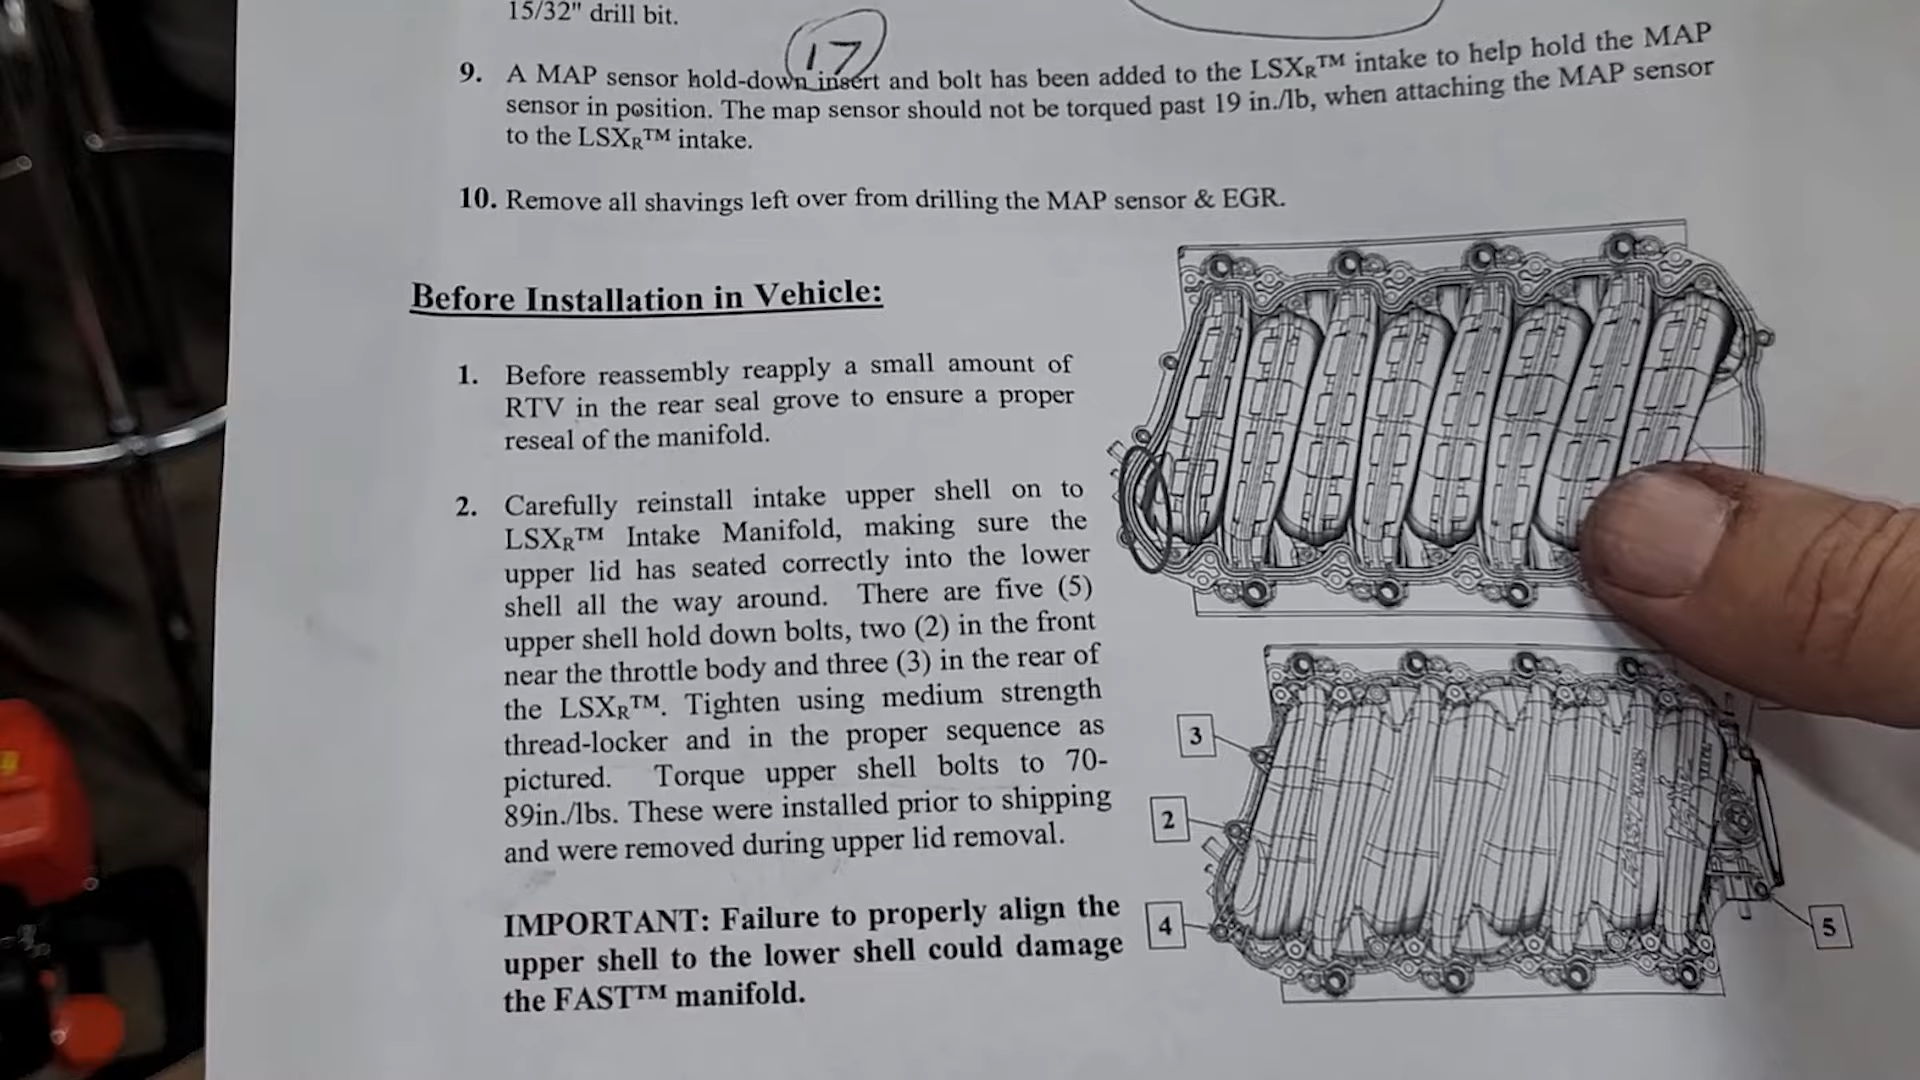 15/32" drill bit.
17
9. A MAP sensor hold-down insert and bolt has been added to the LSXR™ intake to help hold the MAP
sensor in position. The map sensor should not be torqued past 19 in./lb, when attaching the MAP sensor
to the LSXR™ intake.
10. Remove all shavings left over from drilling the MAP sensor & EGR.
Before Installation in Vehicle:
1. Before reassembly reapply a small amount of
RTV in the rear seal grove to ensure a proper
reseal of the manifold.
2. Carefully reinstall intake upper shell on to
LSXR™ Intake Manifold, making sure the
upper lid has seated correctly into the lower
shell all the way around. There are five (5)
upper shell hold down bolts, two (2) in the front
near the throttle body and three (3) in the rear of
the LSXR™. Tighten using medium strength
thread-locker and in the proper sequence as
pictured. Torque upper shell bolts to 70-
89in./lbs. These were installed prior to shipping
and were removed during upper lid removal.
IMPORTANT: Failure to properly align the
upper shell to the lower shell could damage
the FAST™ manifold.
3
2
4
5